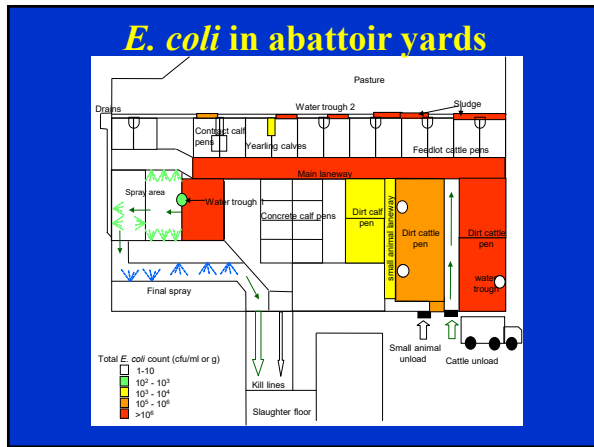 E. coli in abattoir yards
Pasture
Drains
Water trough 2
Sludge
Contract calf
pens
Yearling calves
Feedlot cattle pens
Main laneway
Spray area
Water trough 1
Concrete calf pens
Dirt calf
pen
small animal laneway
Dirt cattle
pen
Dirt cattle
pen
water
trough
Final spray
Small animal
unload
Cattle unload
Total E. coli count (cfu/ml or g)
1-10
10² - 10³
10³ - 10⁴
10⁵ - 10⁶
>10⁶
Kill lines
Slaughter floor